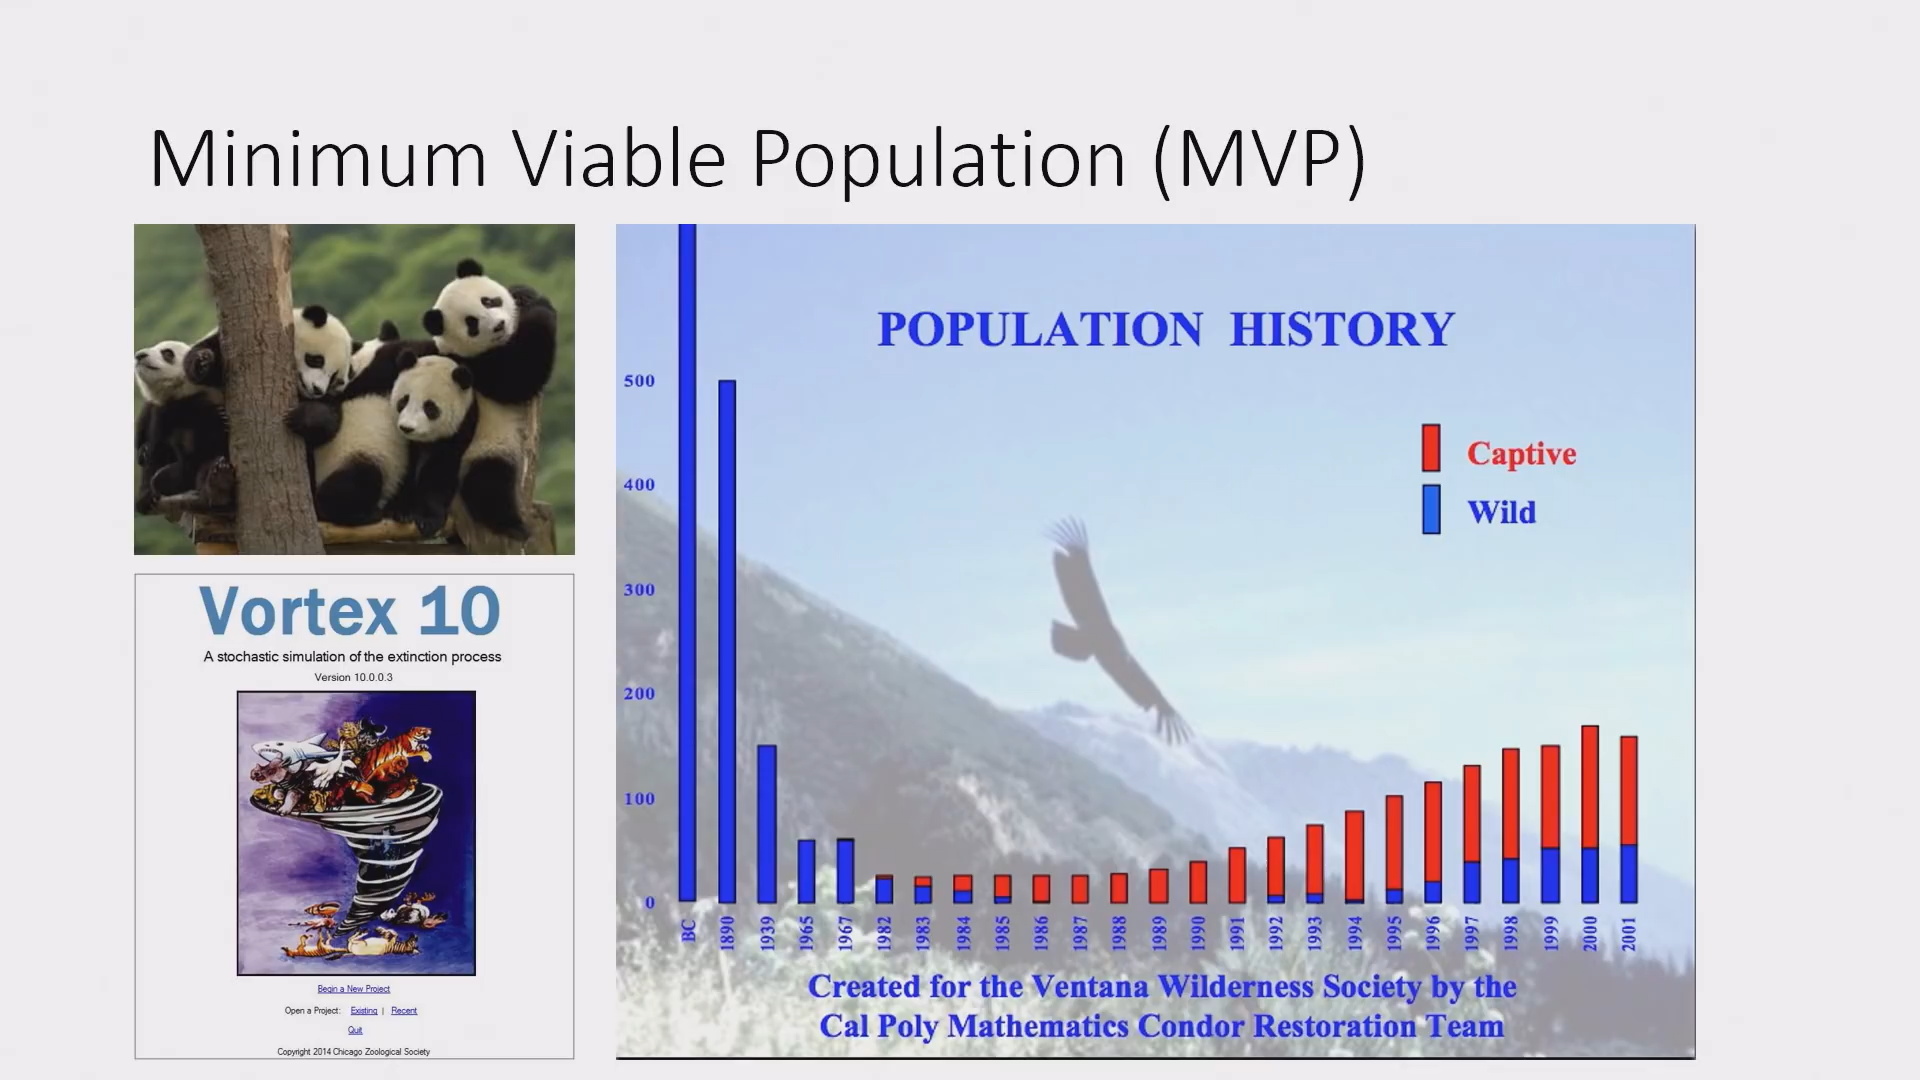 Minimum Viable Population (MVP)
Vortex 10
A stochastic simulation of the extinction process
Version 10.0.0.3
Begin a New Project
Open a Project: Existing | Recent
Quit
Copyright 2014 Chicago Zoological Society
POPULATION HISTORY
500
400
300
200
100
0
Captive
Wild
BC 1890 1939 1965 1967 1982 1983 1984 1985 1986 1987 1988 1989 1990 1991 1992 1993 1994 1995 1996 1997 1998 1999 2000 2001
Created for the Ventana Wilderness Society by the
Cal Poly Mathematics Condor Restoration Team